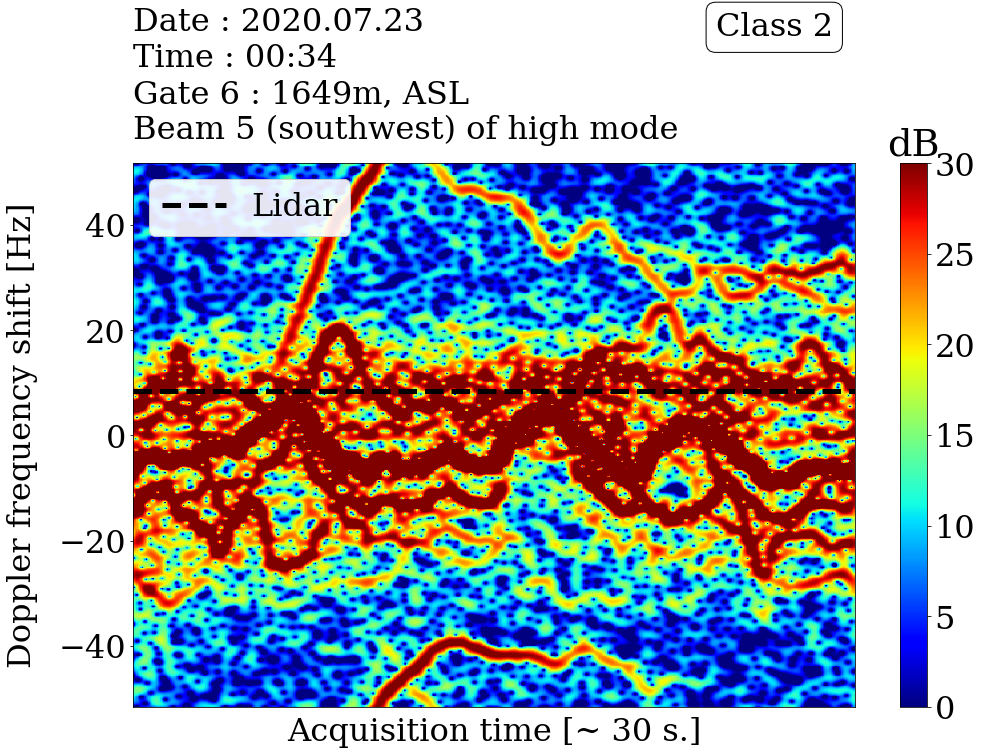 Date : 2020.07.23
Class 2
Time : 00:34
Gate 6 : 1649m, ASL
Beam 5 (southwest) of high mode
dB
Lidar
Doppler frequency shift [Hz]
40
20
0
−20
−40
30
25
20
15
10
5
0
Acquisition time [~ 30 s.]